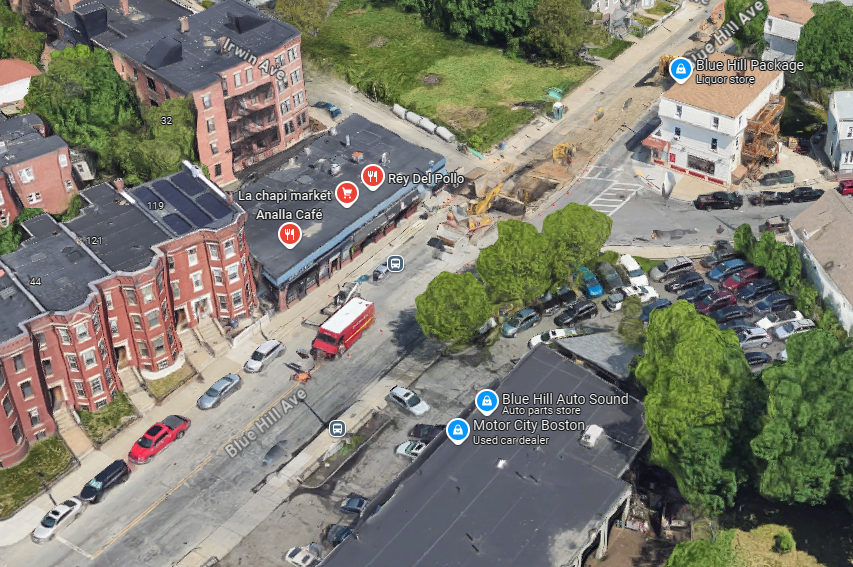 Irwin Ave
Blue Hill Ave
Blue Hill Package
Liquor store
32
Rey Del Pollo
La chapi market
Analla Café
119
121
44
Blue Hill Auto Sound
Auto parts store
Motor City Boston
Used car dealer
Blue Hill Ave